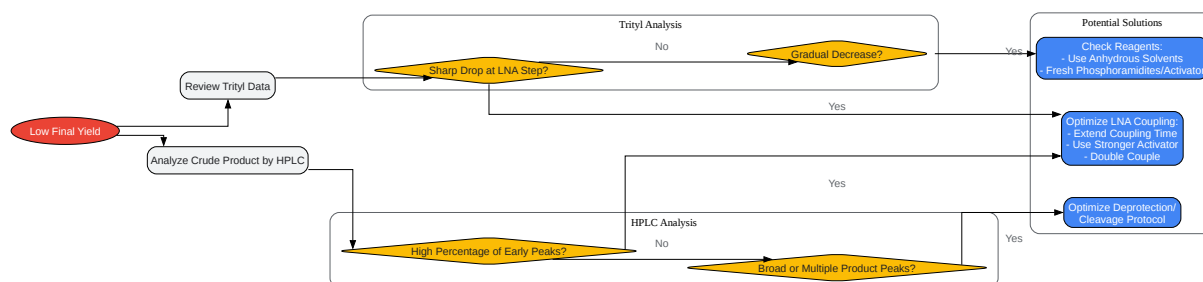 Trityl Analysis
Potential Solutions
No
Gradual Decrease?
Yes
Check Reagents:
- Use Anhydrous Solvents
- Fresh Phosphoramidites/Activator
Sharp Drop at LNA Step?
Review Trityl Data
Yes
Low Final Yield
Optimize LNA Coupling:
- Extend Coupling Time
- Use Stronger Activator
- Double Couple
Analyze Crude Product by HPLC
Yes
Optimize Deprotection/
Cleavage Protocol
HPLC Analysis
High Percentage of Early Peaks?
No
Yes
Broad or Multiple Product Peaks?